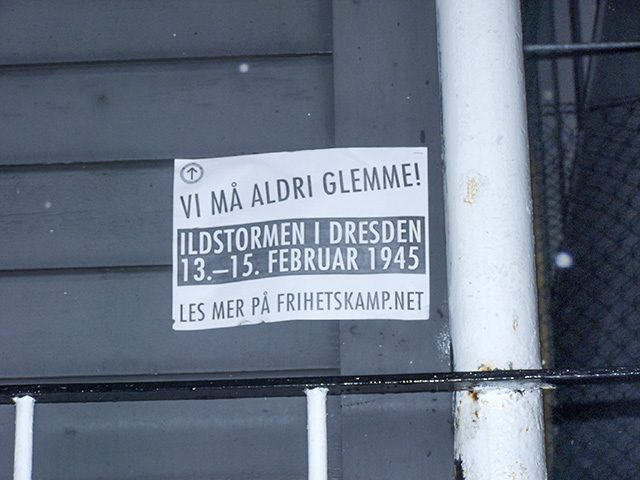 VI MÅ ALDRI GLEMME!
ILDSTORMEN I DRESDEN
13.–15. FEBRUAR 1945
LES MER PÅ FRIHETSKAMP.NET